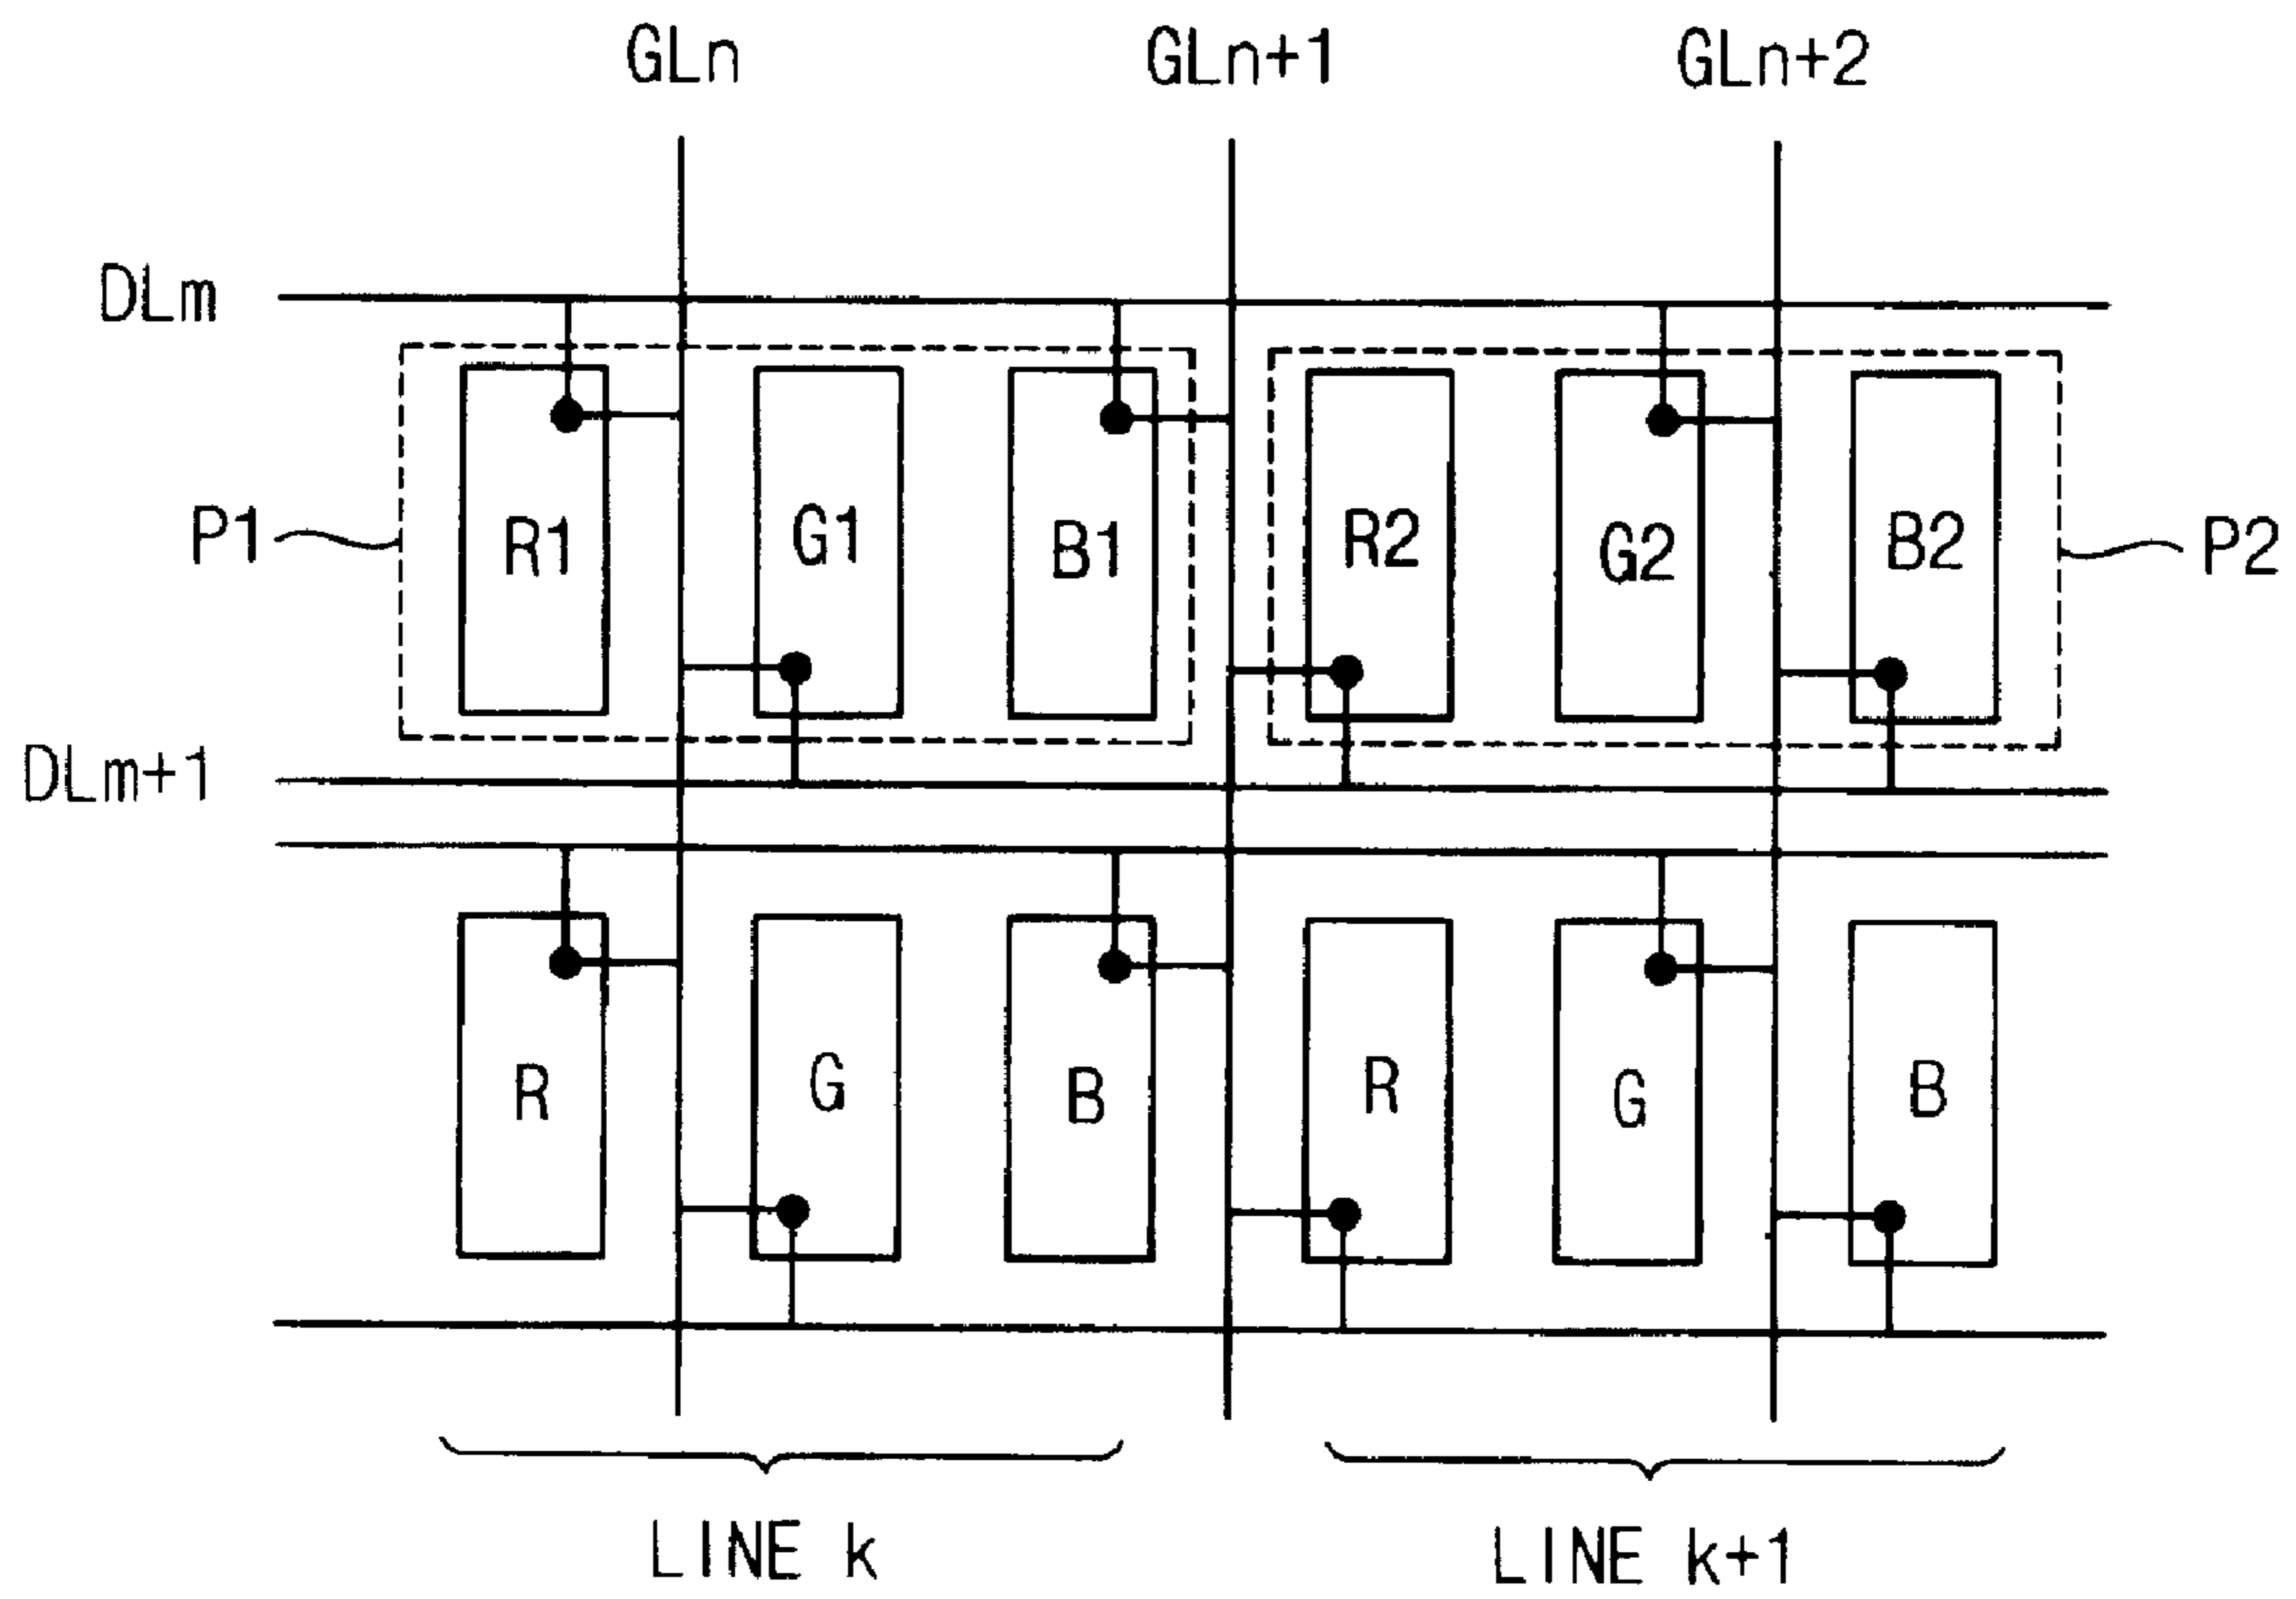 GLn GLn+1 GLn+2
DLm
P1 R1 G1 B1 R2 G2 B2 P2
DLm+1
R G B R G B
LINE k LINE k+1